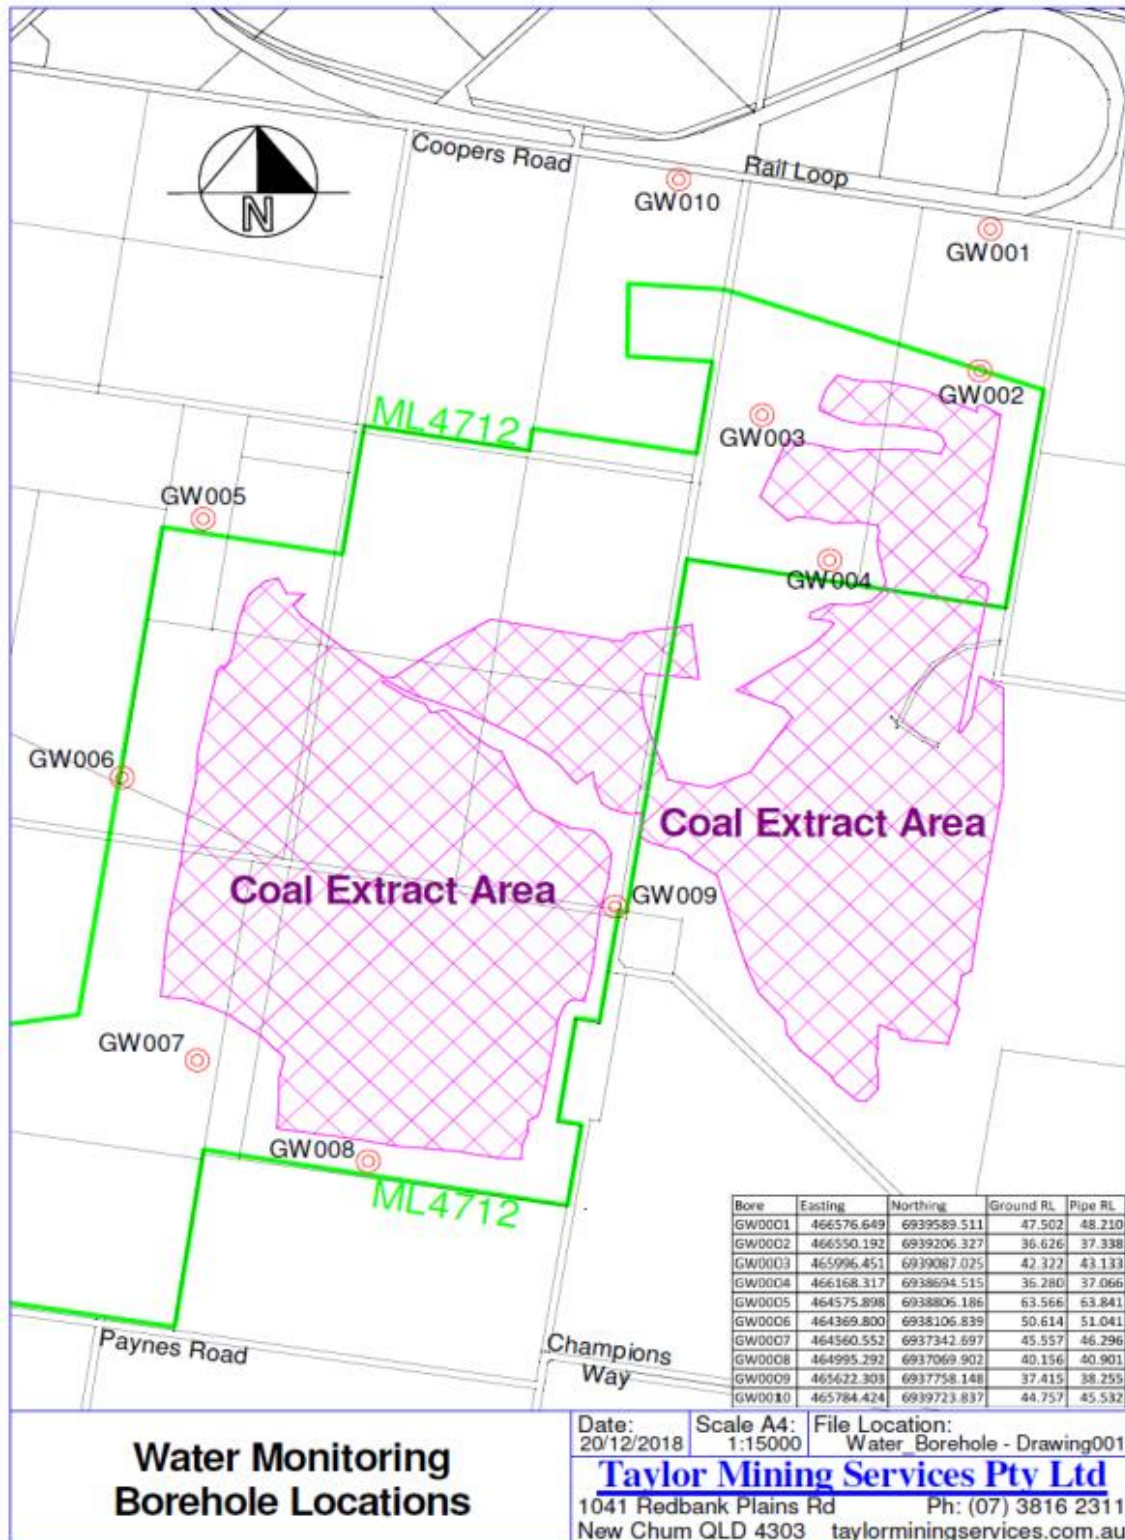 Coopers Road
Rail Loop
N
GW010
GW001
GW002
ML4712
GW003
GW005
GW004
GW006
Coal Extract Area
Coal Extract Area
GW009
GW007
GW008
ML4712
Bore Easting Northing Ground RL Pipe RL
GW0001 466576.649 6939589.511 47.502 48.210
GW0002 466550.192 6939206.327 36.626 37.338
GW0003 465996.451 6939087.025 42.322 43.133
GW0004 466168.317 6938694.515 36.280 37.066
GW0005 464575.898 6938806.186 63.566 63.841
GW0006 464369.800 6938106.839 50.614 51.041
GW0007 464560.552 6937342.697 45.557 46.296
GW0008 464995.292 6937069.902 40.156 40.901
GW0009 465622.303 6937758.148 37.415 38.255
GW0010 465784.424 6939723.837 44.757 45.532
Paynes Road
Champions
Way
Water Monitoring
Borehole Locations
Date: Scale A4: File Location:
20/12/2018 1:15000 Water_Borehole - Drawing001
Taylor Mining Services Pty Ltd
1041 Redbank Plains Rd Ph: (07) 3816 2311
New Chum QLD 4303 taylorminingservices.com.au